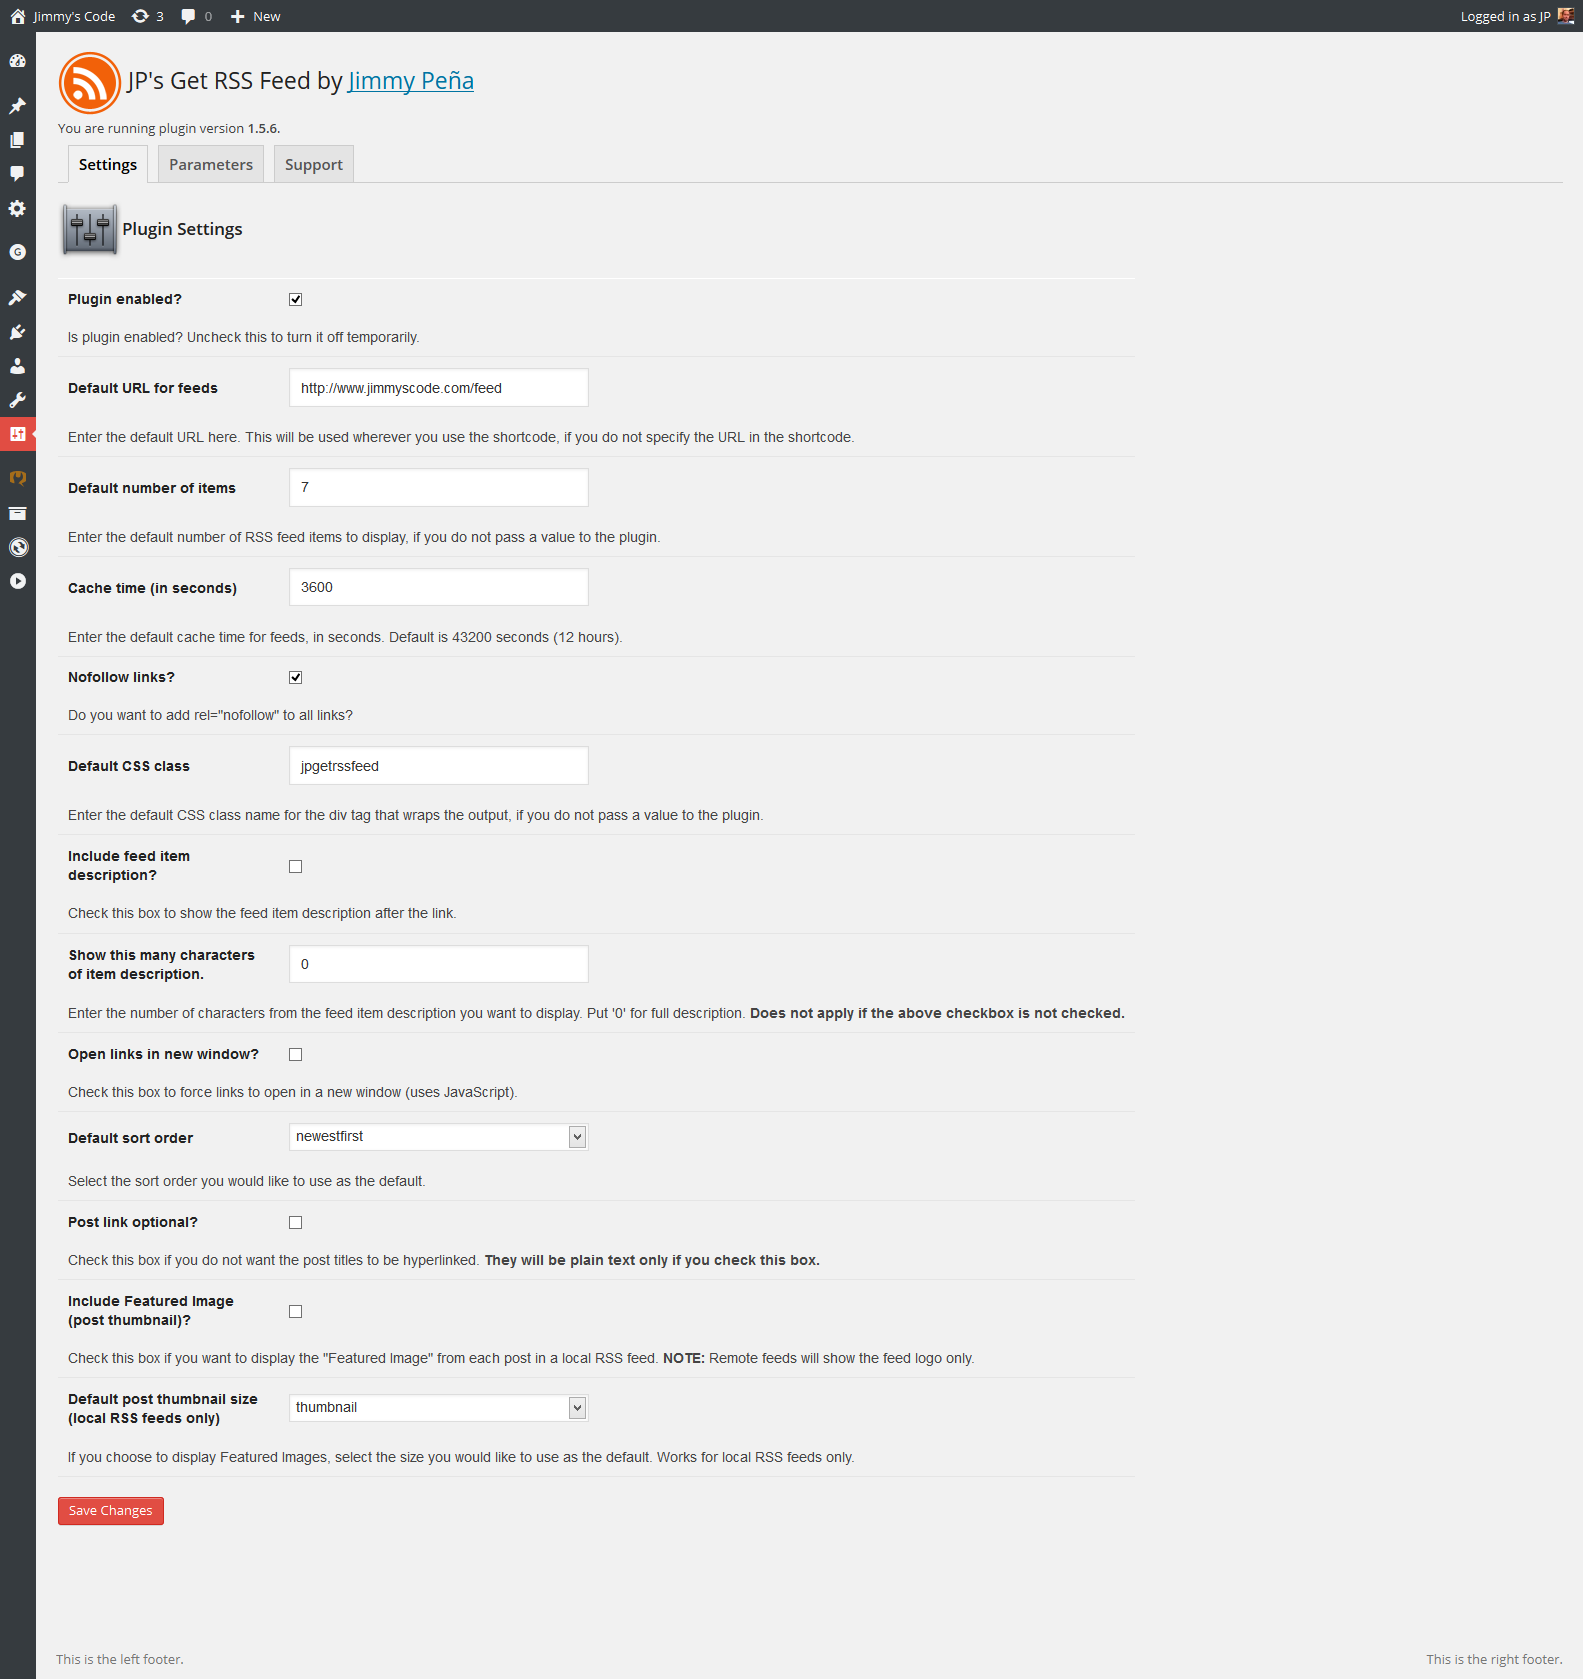 Jimmy's Code 3 0 New Logged in as JP
JP's Get RSS Feed by Jimmy Peña
You are running plugin version 1.5.6.
Settings Parameters Support
Plugin Settings
Plugin enabled?
Is plugin enabled? Uncheck this to turn it off temporarily.
Default URL for feeds http://www.jimmyscode.com/feed
Enter the default URL here. This will be used wherever you use the shortcode, if you do not specify the URL in the shortcode.
Default number of items 7
Enter the default number of RSS feed items to display, if you do not pass a value to the plugin.
Cache time (in seconds) 3600
Enter the default cache time for feeds, in seconds. Default is 43200 seconds (12 hours).
Nofollow links?
Do you want to add rel="nofollow" to all links?
Default CSS class jpgetrssfeed
Enter the default CSS class name for the div tag that wraps the output, if you do not pass a value to the plugin.
Include feed item
description?
Check this box to show the feed item description after the link.
Show this many characters
of item description.
0
Enter the number of characters from the feed item description you want to display. Put '0' for full description. Does not apply if the above checkbox is not checked.
Open links in new window?
Check this box to force links to open in a new window (uses JavaScript).
Default sort order newestfirst
Select the sort order you would like to use as the default.
Post link optional?
Check this box if you do not want the post titles to be hyperlinked. They will be plain text only if you check this box.
Include Featured Image
(post thumbnail)?
Check this box if you want to display the "Featured Image" from each post in a local RSS feed. NOTE: Remote feeds will show the feed logo only.
Default post thumbnail size
(local RSS feeds only)
thumbnail
If you choose to display Featured Images, select the size you would like to use as the default. Works for local RSS feeds only.
Save Changes
This is the left footer. This is the right footer.